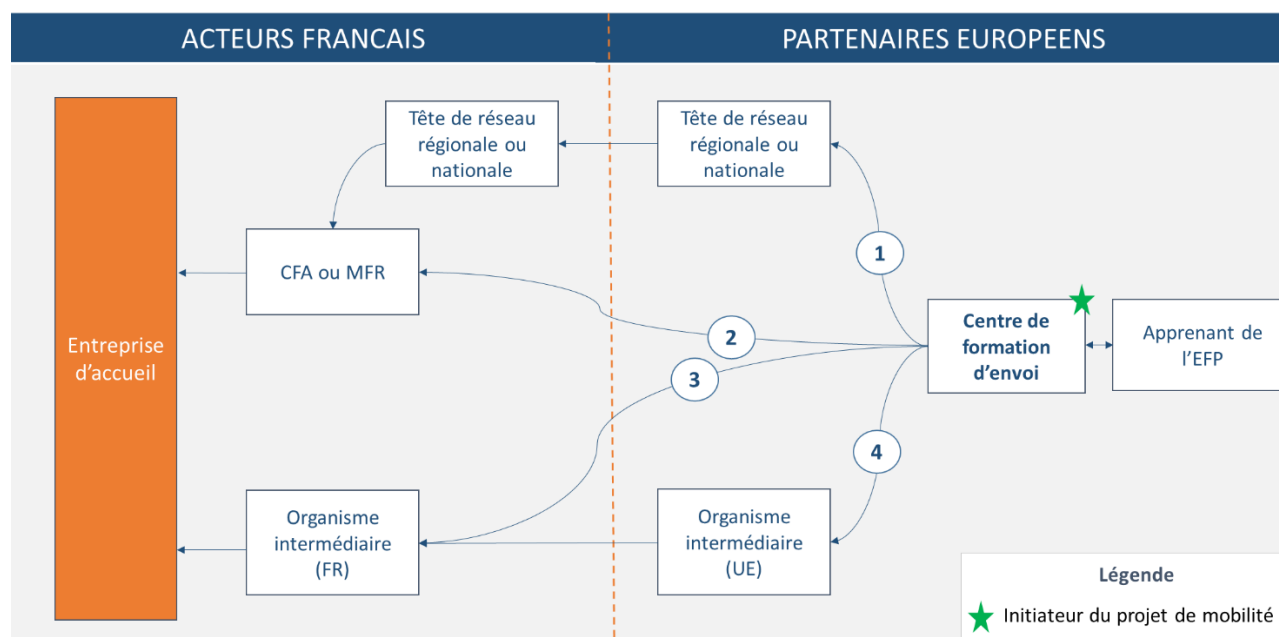 ACTEURS FRANCAIS
PARTENAIRES EUROPEENS
Tête de réseau
régionale ou
nationale
Tête de réseau
régionale ou
nationale
1
CFA ou MFR
2
Centre de
formation
d'envoi
Apprenant de
l'EFP
Entreprise
d'accueil
3
4
Organisme
intermédiaire
(FR)
Organisme
intermédiaire
(UE)
Légende
Initiateur du projet de mobilité